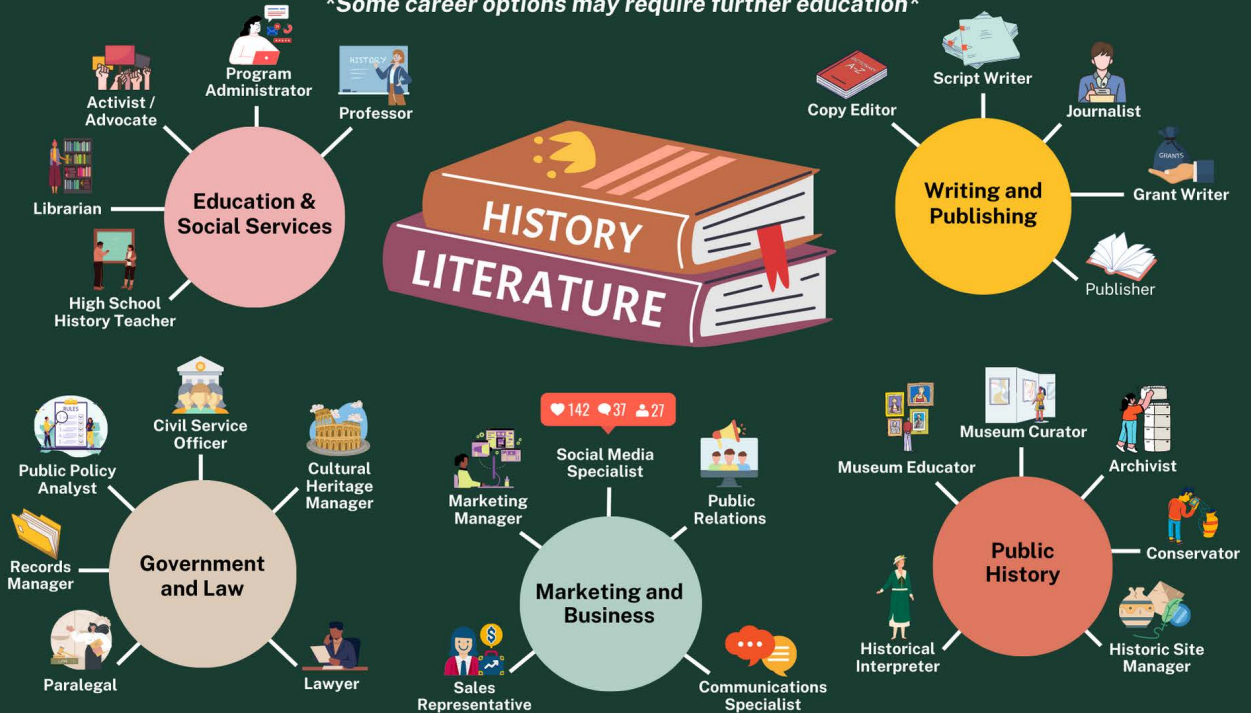 *Some career options may require further education*
Program
Administrator
Activist /
Advocate
HISTORY
Professor
Librarian
Education &
Social Services
High School
History Teacher
HISTORY
LITERATURE
Script Writer
DICTIONARY
A-Z
Copy Editor
Journalist
GRANTS
Grant Writer
Writing and
Publishing
Publisher
Civil Service
Officer
RULES
Public Policy
Analyst
Cultural
Heritage
Manager
Records
Manager
Government
and Law
Paralegal
Lawyer
142 37 27
Social Media
Specialist
Marketing
Manager
Public
Relations
Marketing and
Business
$
Sales
Representative
Communications
Specialist
Museum Curator
Museum Educator
Archivist
Conservator
Public
History
Historical
Interpreter
Historic Site
Manager